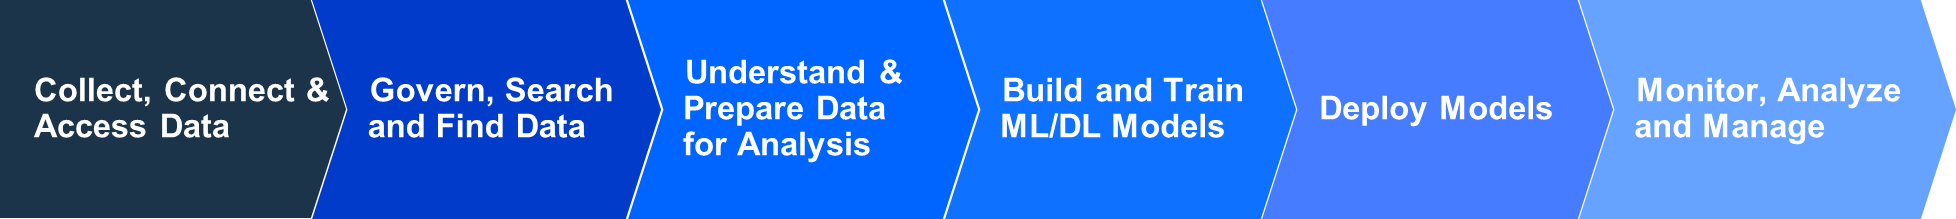 Collect, Connect &
Access Data
Govern, Search
and Find Data
Understand &
Prepare Data
for Analysis
Build and Train
ML/DL Models
Deploy Models
Monitor, Analyze
and Manage